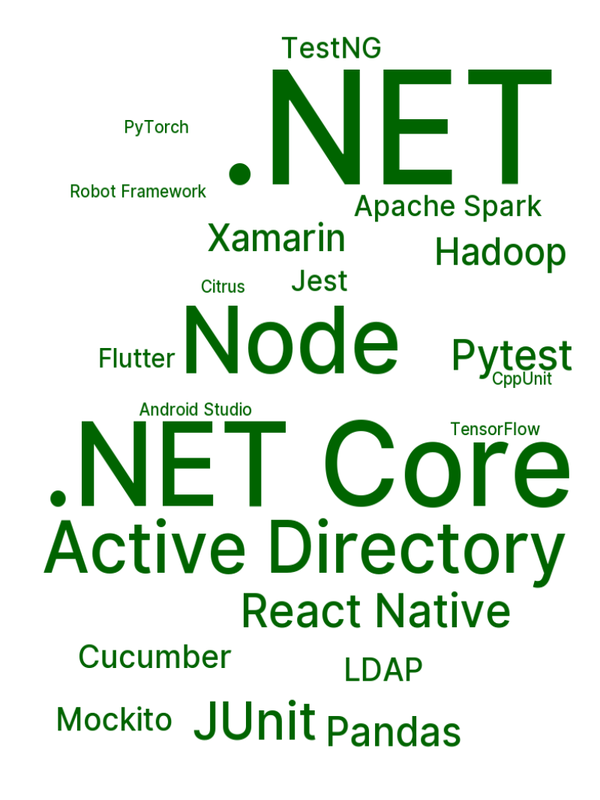 TestNG
.NET
PyTorch
Robot Framework
Apache Spark
Xamarin
Hadoop
Citrus
Jest
Node
Flutter
Pytest
CppUnit
Android Studio
TensorFlow
.NET Core
Active Directory
React Native
Cucumber
LDAP
Mockito
JUnit
Pandas